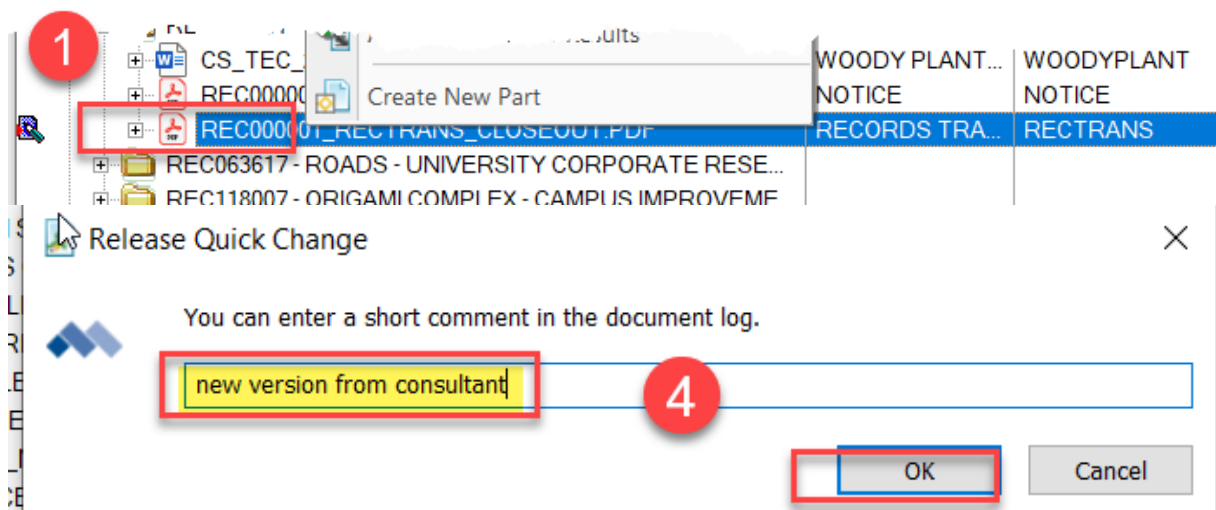 1
CS_TEC_
WOODY PLANT... WOODYPLANT
REC00000
Create New Part
NOTICE NOTICE
REC000001_RECTRANS_CLOSEOUT.PDF RECORDS TRA... RECTRANS
REC063617 - ROADS - UNIVERSITY CORPORATE RESE...
REC118007 - ORIGAMI COMPLEX - CAMPUS IMPROVEME
Release Quick Change
You can enter a short comment in the document log.
new version from consultant
4
OK Cancel